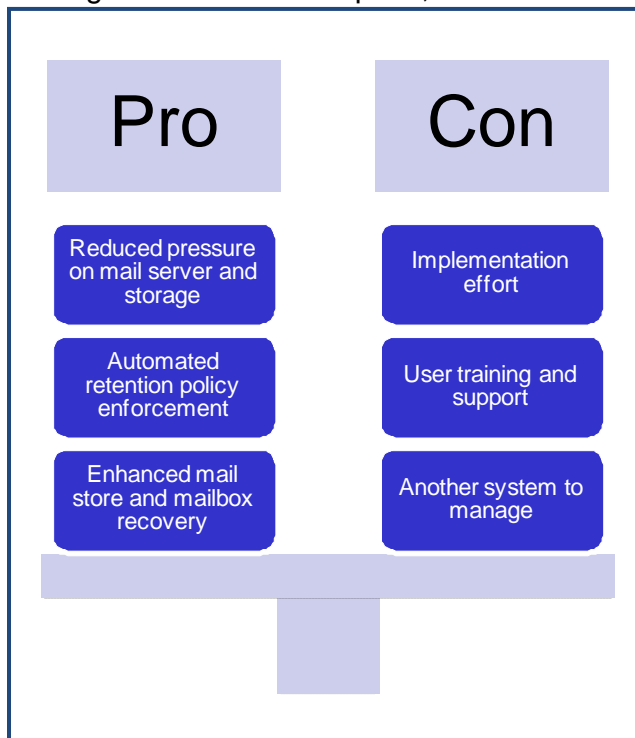 Pro
Con
Reduced pressure
on mail server and
storage
Automated
retention policy
enforcement
Enhanced mail
store and mailbox
recovery
Implementation
effort
User training and
support
Another system to
manage